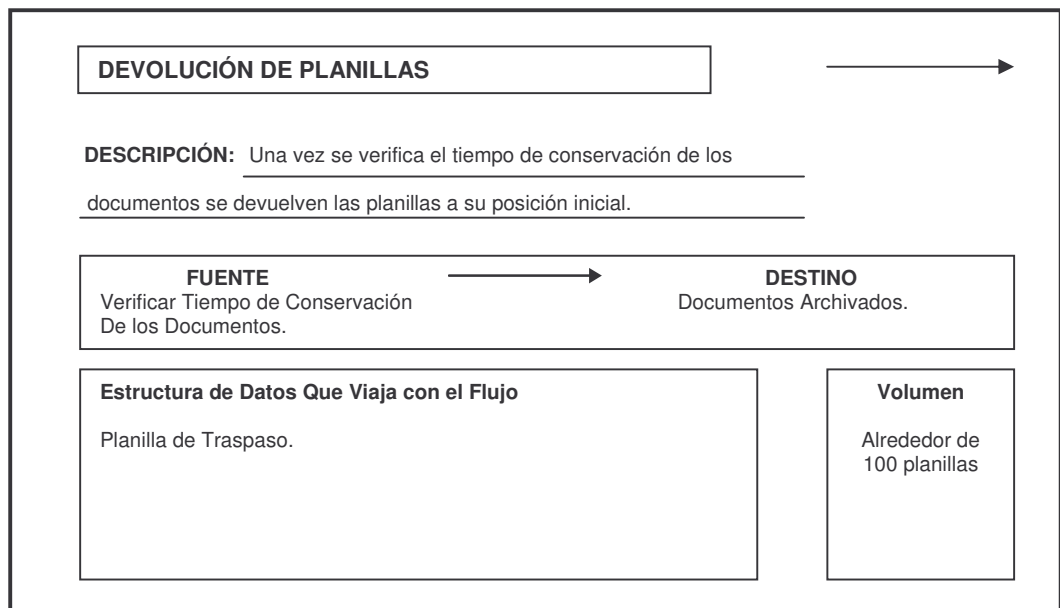 DEVOLUCIÓN DE PLANILLAS
DESCRIPCIÓN: Una vez se verifica el tiempo de conservación de los
documentos se devuelven las planillas a su posición inicial.
FUENTE
Verificar Tiempo de Conservación
De los Documentos.
DESTINO
Documentos Archivados.
Estructura de Datos Que Viaja con el Flujo
Planilla de Traspaso.
Volumen
Alrededor de
100 planillas